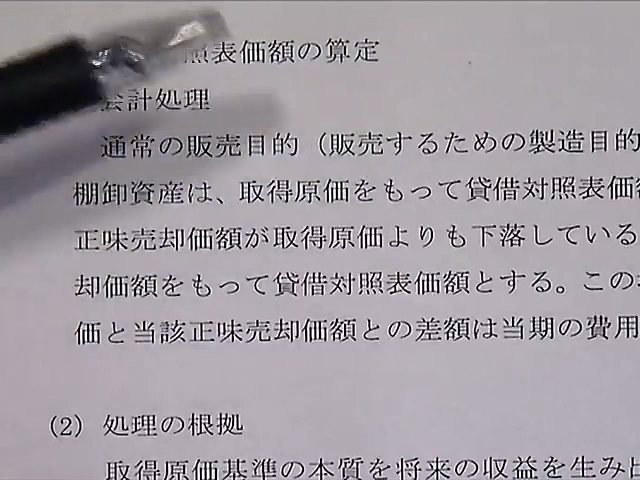 照表価額の算定
会計処理
通常の販売目的（販売するための製造目的
棚卸資産は、取得原価をもって貸借対照表価
正味売却価額が取得原価よりも下落している
却価額をもって貸借対照表価額とする。この
価と当該正味売却価額との差額は当期の費用
(2) 処理の根拠
取得原価基準の本質を将来の収益を生み出